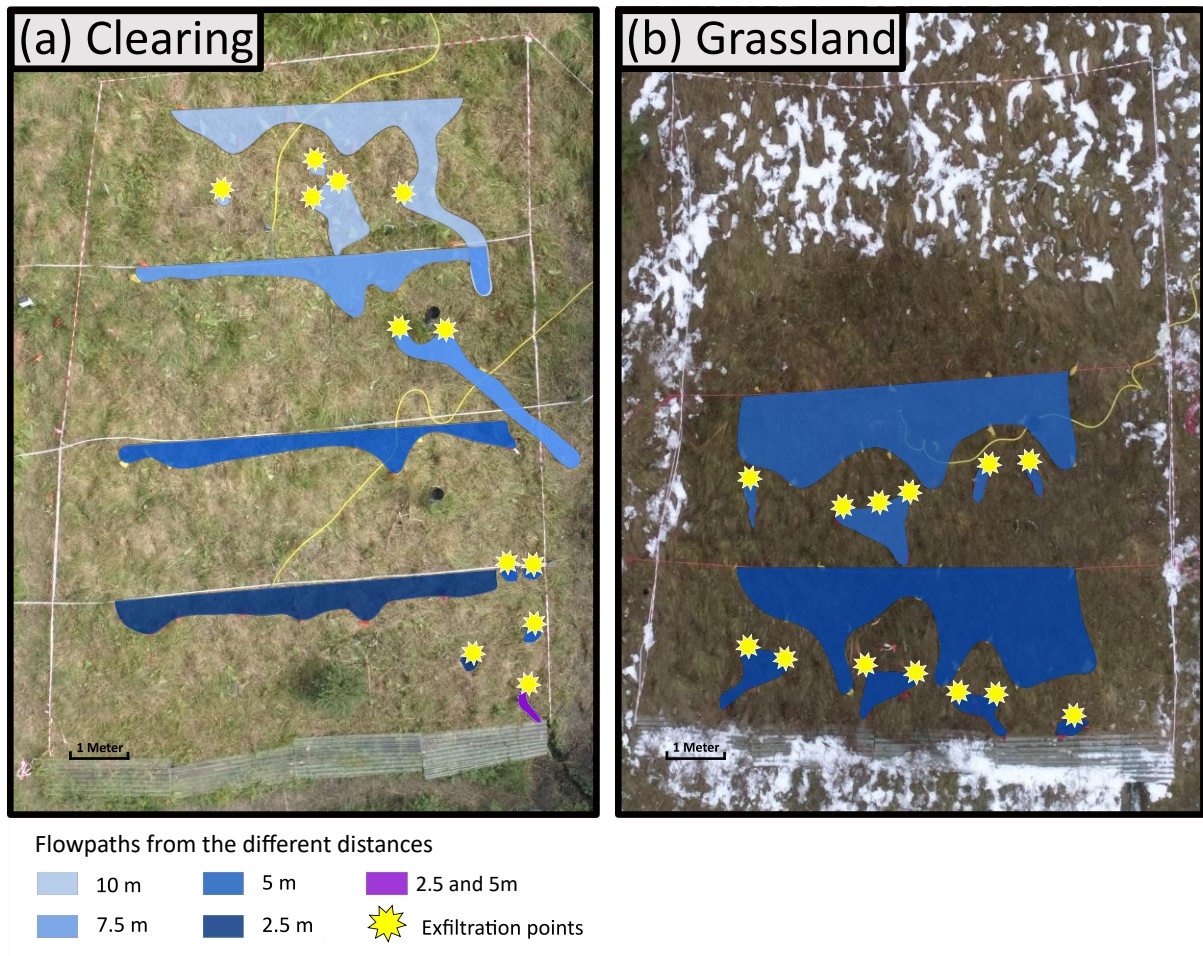 (a) Clearing
(b) Grassland
1 Meter
1 Meter
Flowpaths from the different distances
10 m
5 m
2.5 and 5m
7.5 m
2.5 m
Exfiltration points